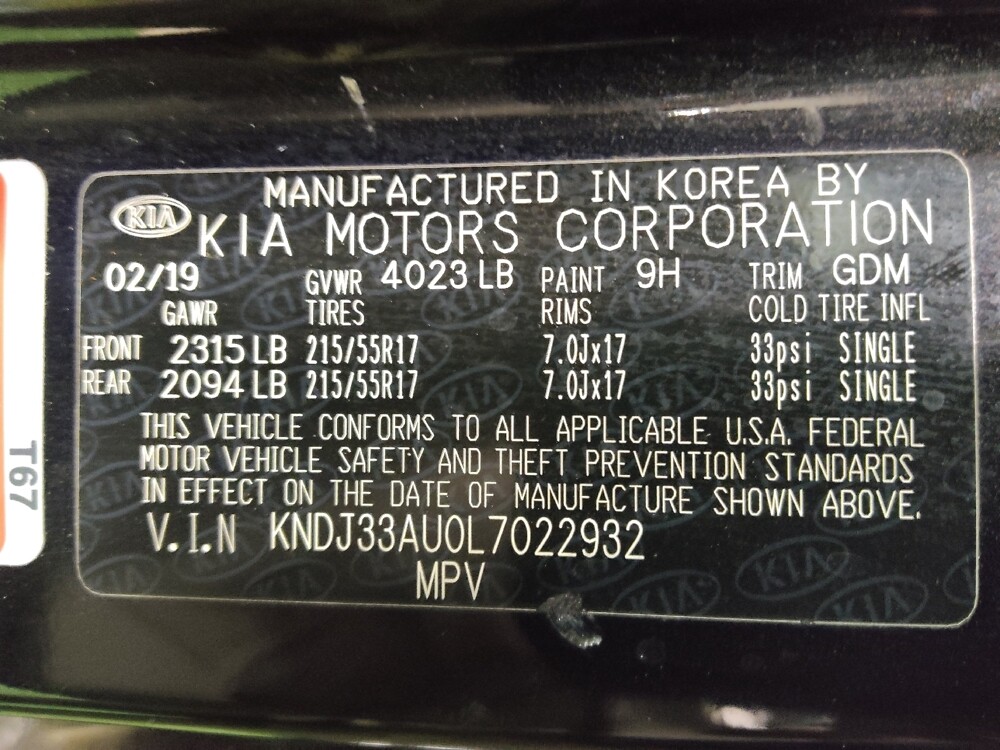 MANUFACTURED IN KOREA BY
KIA KIA MOTORS CORPORATION
02/19 GVWR 4023 LB PAINT 9H TRIM GDM
GAWR TIRES RIMS COLD TIRE INFL
FRONT 2315 LB 215/55R17 7.0Jx17 33psi SINGLE
REAR 2094 LB 215/55R17 7.0Jx17 33psi SINGLE
THIS VEHICLE CONFORMS TO ALL APPLICABLE U.S.A. FEDERAL
MOTOR VEHICLE SAFETY AND THEFT PREVENTION STANDARDS
IN EFFECT ON THE DATE OF MANUFACTURE SHOWN ABOVE.
V.I.N KNDJ33AU0L7022932
MPV
T67